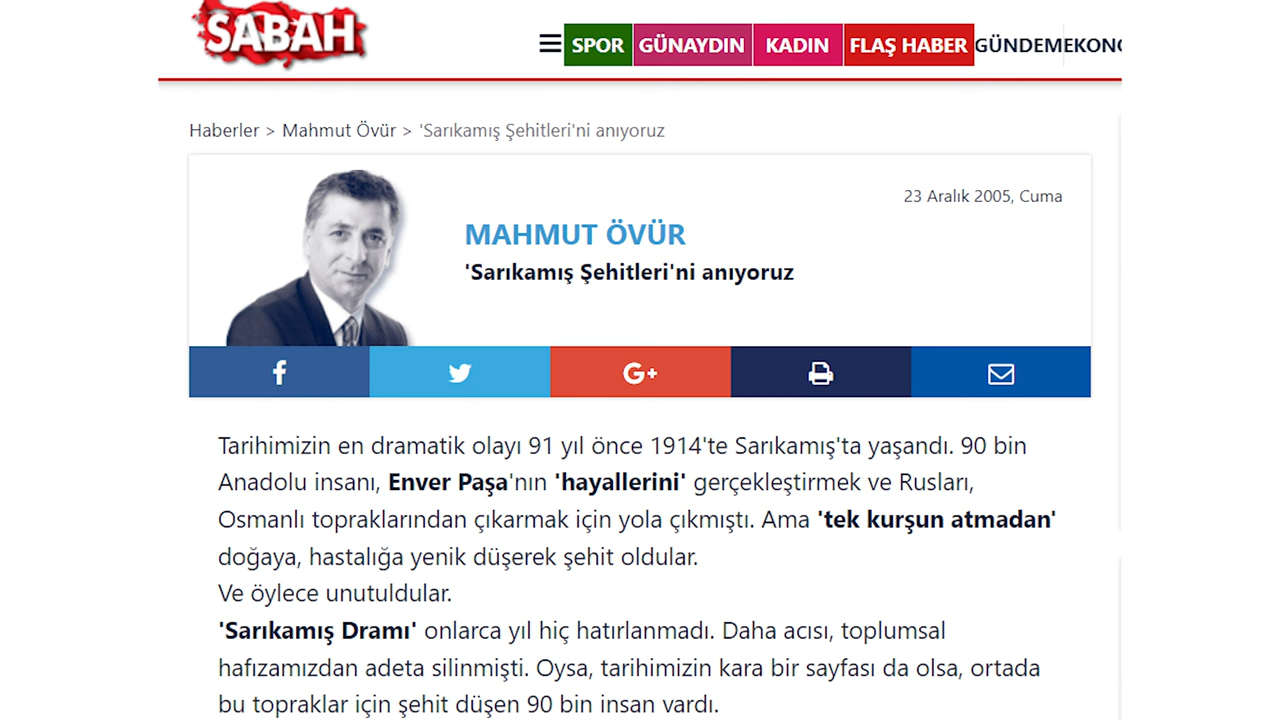 SABAH
SPOR GÜNAYDIN KADIN FLAŞ HABER GÜNDEM EKONO
Haberler > Mahmut Övür > 'Sarıkamış Şehitleri'ni anıyoruz
23 Aralık 2005, Cuma
MAHMUT ÖVÜR
'Sarıkamış Şehitleri'ni anıyoruz
G+
Tarihimizin en dramatik olayı 91 yıl önce 1914'te Sarıkamış'ta yaşandı. 90 bin
Anadolu insanı, Enver Paşa'nın 'hayallerini' gerçekleştirmek ve Rusları,
Osmanlı topraklarından çıkarmak için yola çıkmıştı. Ama 'tek kurşun atmadan'
doğaya, hastalığa yenik düşerek şehit oldular.
Ve öylece unutuldular.
'Sarıkamış Dramı' onlarca yıl hiç hatırlanmadı. Daha acısı, toplumsal
hafızamızdan adeta silinmişti. Oysa, tarihimizin kara bir sayfası da olsa, ortada
bu topraklar için şehit düşen 90 bin insan vardı.